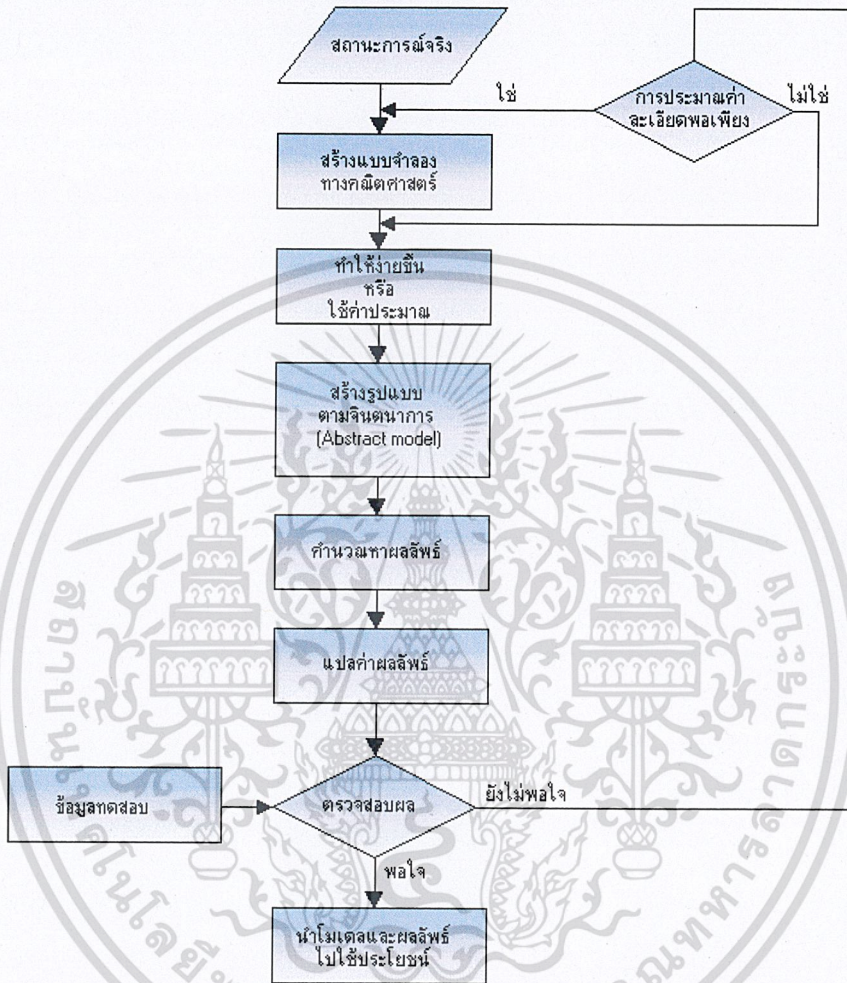 สถานะการณ์จริง
ใช่
การประมาณค่า
ละเอียดพอเพียง
ไม่ใช่
สร้างแบบจำลอง
ทางคณิตศาสตร์
ทำให้ง่ายขึ้น
หรือ
ใช้ค่าประมาณ
สร้างรูปแบบ
ตามจินตนาการ
(Abstract model)
คำนวณหาผลลัพธ์
แปลค่าผลลัพธ์
ข้อมูลทดสอบ
ตรวจสอบผล
ยังไม่พอใจ
พอใจ
นำโมเดลและผลลัพธ์
ไปใช้ประโยชน์